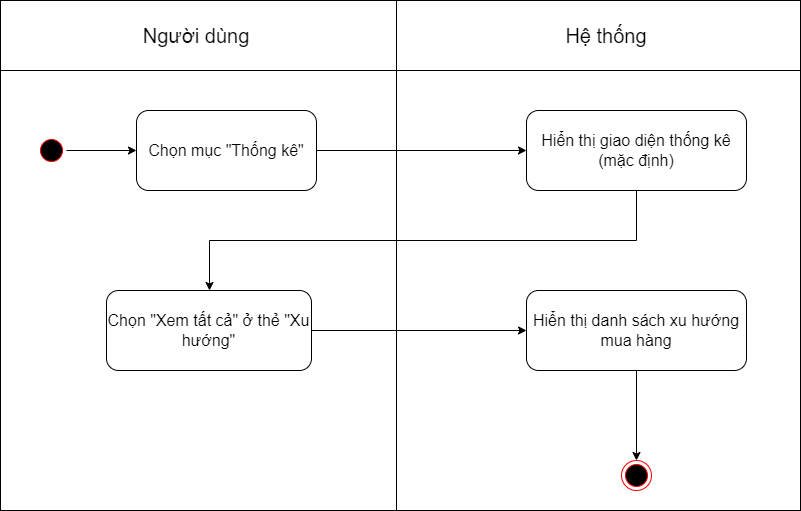 Người dùng
Hệ thống
Chọn mục "Thống kê"
Hiển thị giao diện thống kê
(mặc định)
Chọn "Xem tất cả" ở thẻ "Xu
hướng"
Hiển thị danh sách xu hướng
mua hàng